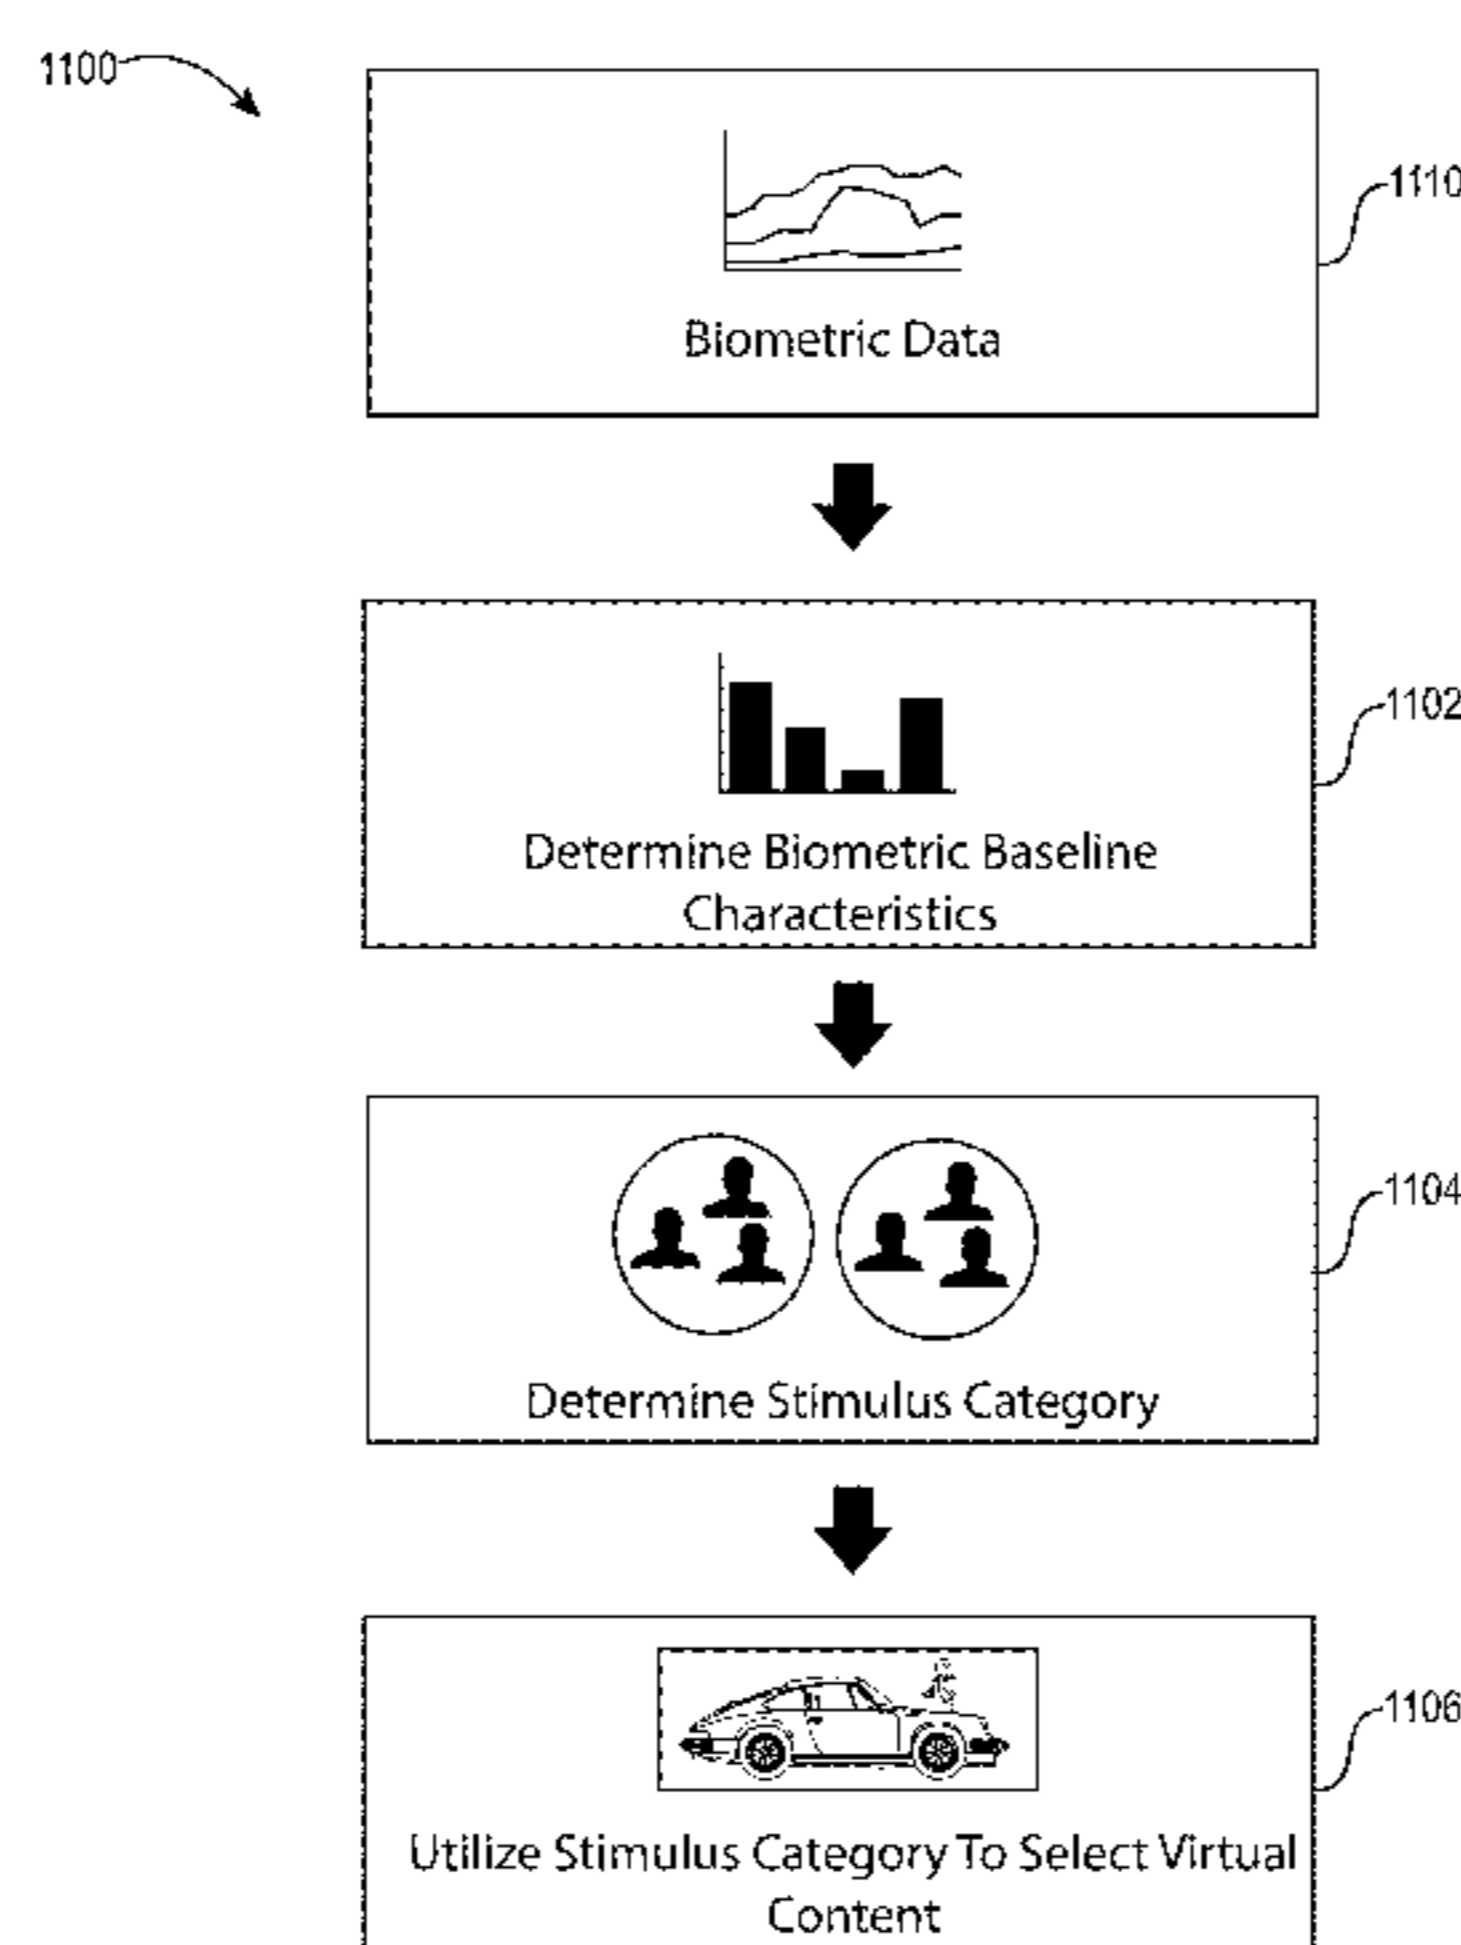 1100
1110
Biometric Data
1102
Determine Biometric Baseline
Characteristics
1104
Determine Stimulus Category
1106
Utilize Stimulus Category To Select Virtual
Content